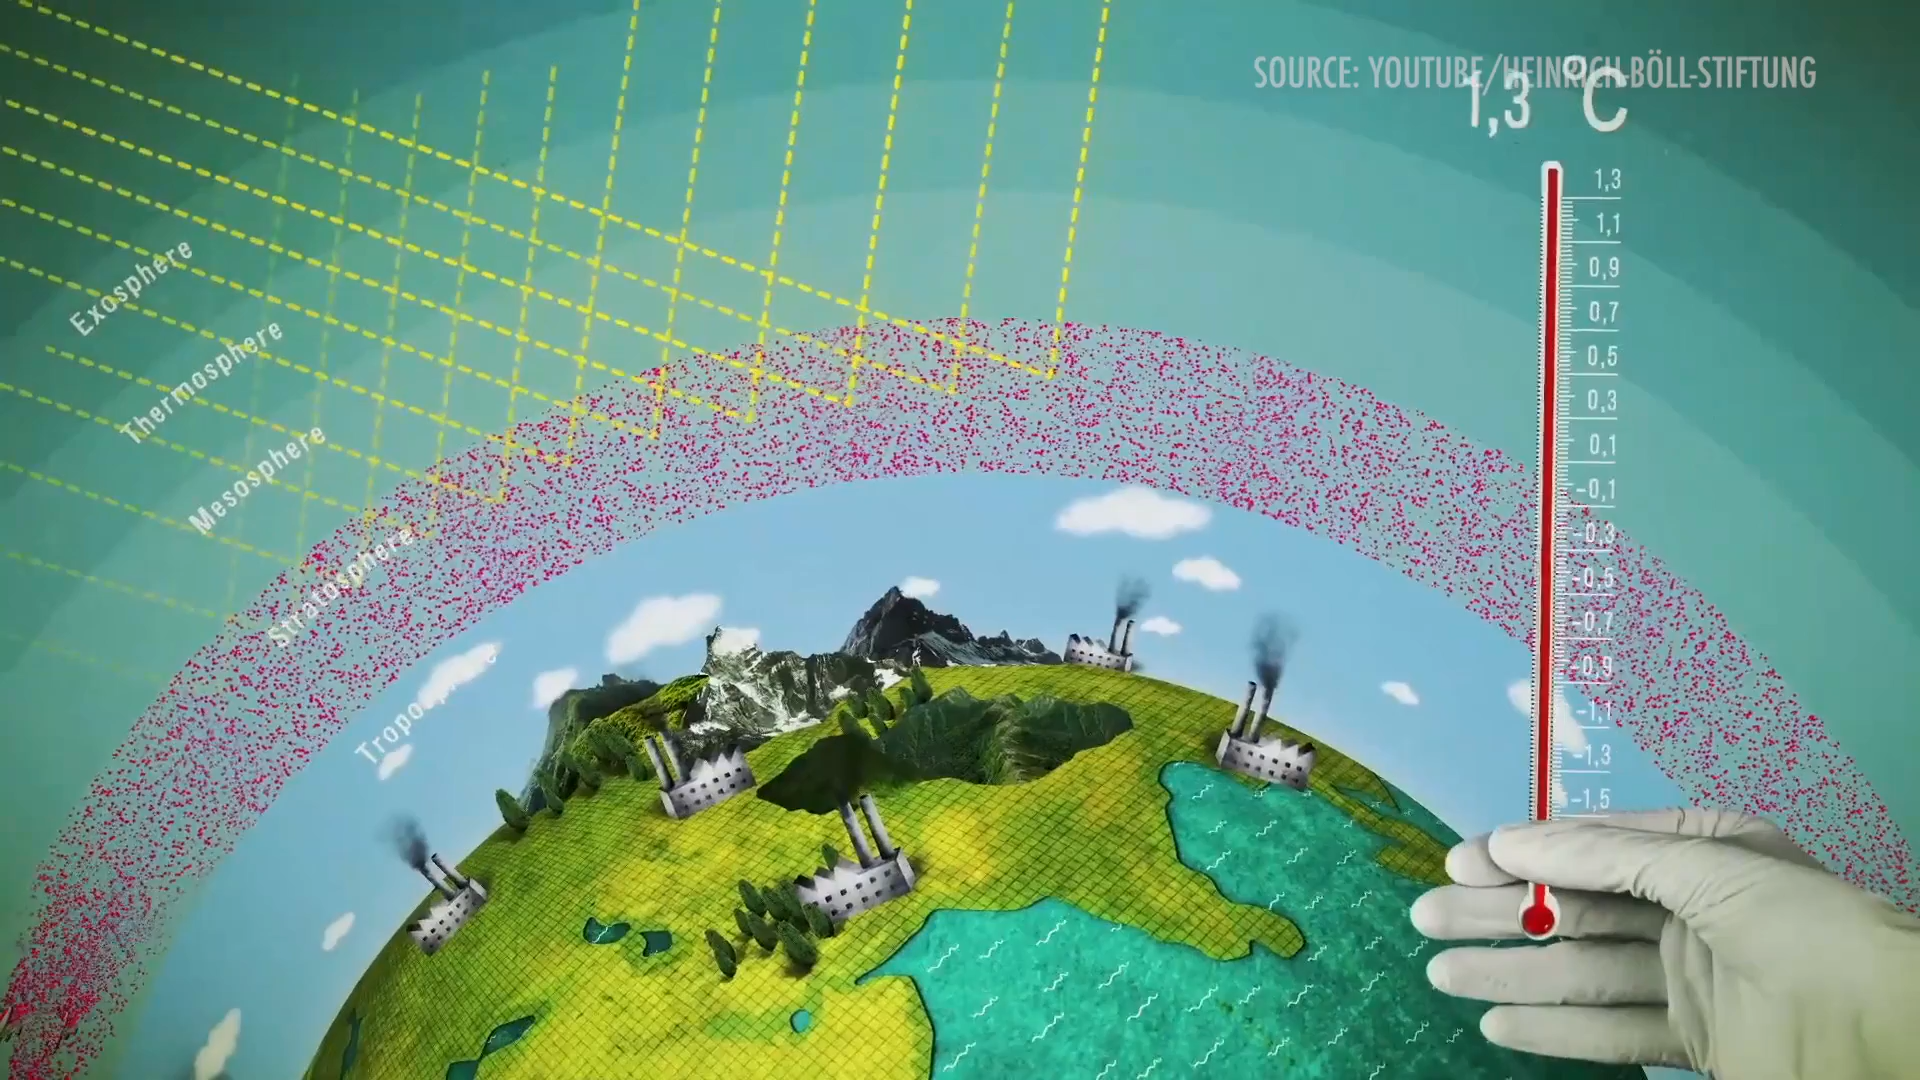 SOURCE: YOUTUBE/HEINRICH-BÖLL-STIFTUNG
1,3 °C
1,3
1,1
0,9
0,7
0,5
0,3
0,1
-0,1
-0,3
-0,5
-0,7
-0,9
-1,1
-1,3
-1,5
Exosphere
Thermosphere
Mesosphere
Stratosphere
Troposphere